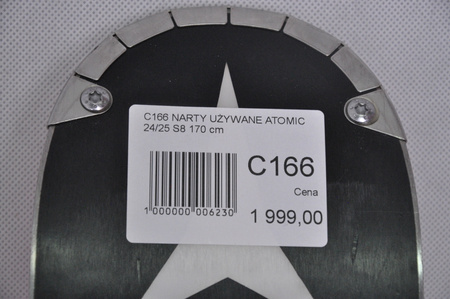 C166 NARTY UŻYWANE ATOMIC
24/25 S8 170 cm
C166
Cena
1 999,00
1 000000 006230